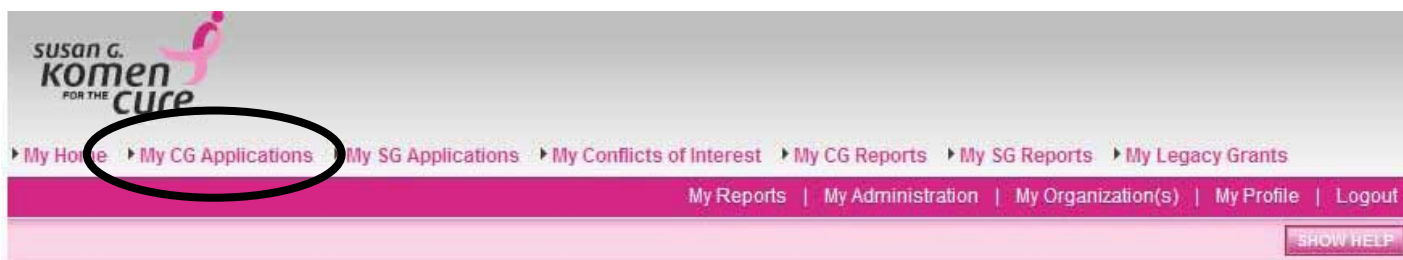 susan G.
komen
FOR THE cure
My Home My CG Applications My SG Applications My Conflicts of Interest My CG Reports My SG Reports My Legacy Grants
My Reports | My Administration | My Organization(s) | My Profile | Logout
SHOW HELP